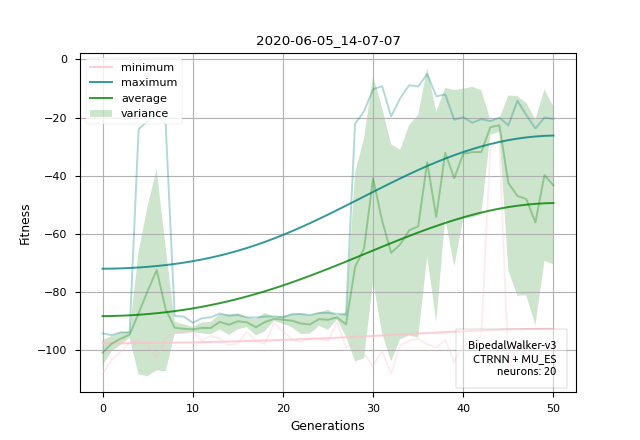 2020-06-05_14-07-07
minimum
maximum
average
variance
0
−20
−40
−60
−80
−100
Fitness
BipedalWalker-v3
CTRNN + MU_ES
neurons: 20
0 10 20 30 40 50
Generations